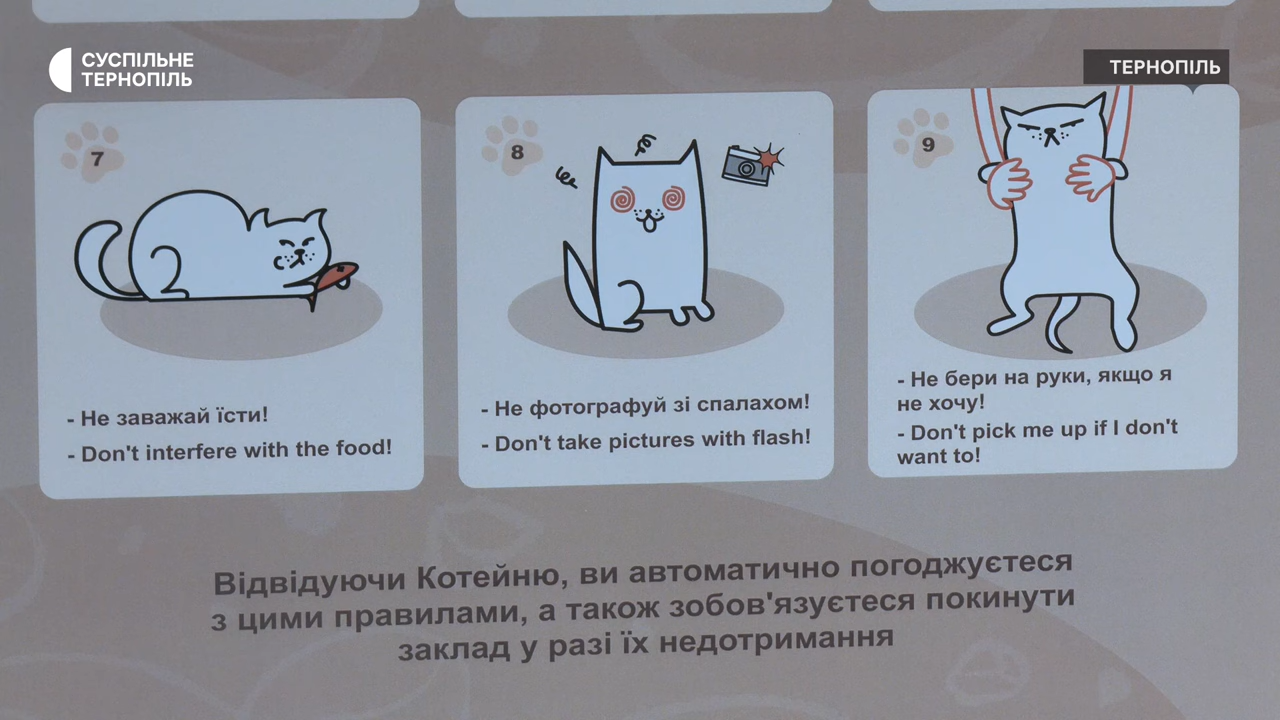 СУСПІЛЬНЕ
ТЕРНОПІЛЬ
ТЕРНОПІЛЬ
7
- Не заважай їсти!
- Don't interfere with the food!
8
- Не фотографуй зі спалахом!
- Don't take pictures with flash!
9
- Не бери на руки, якщо я
не хочу!
- Don't pick me up if I don't
want to!
Відвідуючи Котейню, ви автоматично погоджуєтеся
з цими правилами, а також зобов'язуєтеся покинути
заклад у разі їх недотримання